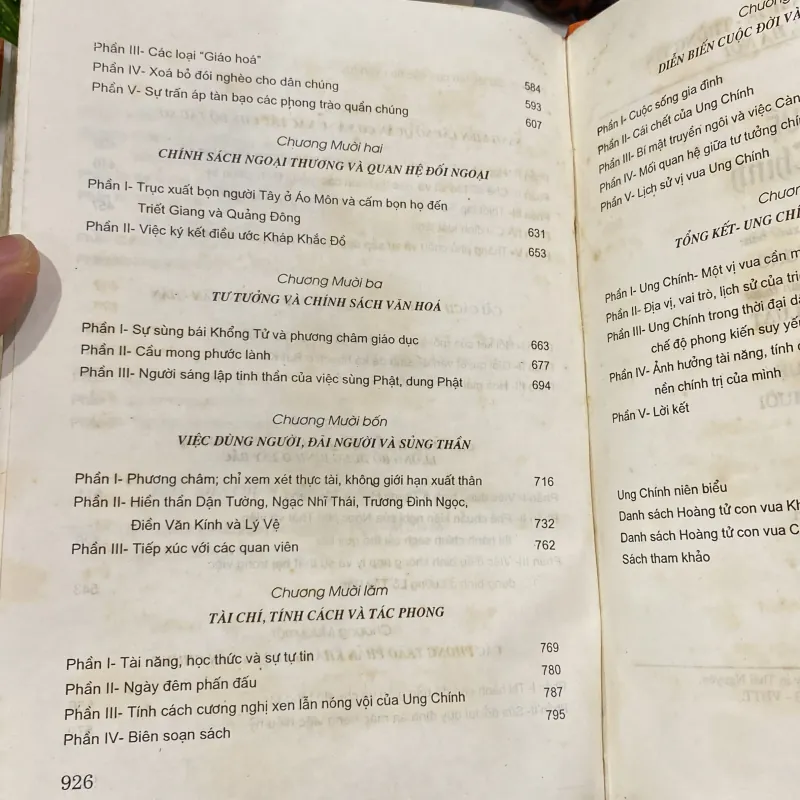 Phần III- Các loại "Giáo hoá"
584
Phần IV- Xoá bỏ đói nghèo cho dân chúng
593
Phần V- Sự trấn áp tàn bạo các phong trào quần chúng
607
Chương Mười hai
CHÍNH SÁCH NGOẠI THƯƠNG VÀ QUAN HỆ ĐỐI NGOẠI
Phần I- Trục xuất bọn người Tây ở Áo Môn và cấm bọn họ đến
Triết Giang và Quảng Đông 631
Phần II- Việc ký kết điều ước Kháp Khắc Đồ 653
Chương Mười ba
TƯ TƯỞNG VÀ CHÍNH SÁCH VĂN HOÁ
Phần I- Sự sùng bái Khổng Tử và phương châm giáo dục 663
Phần II- Cầu mong phước lành 677
Phần III- Người sáng lập tinh thần của việc sùng Phật, dung Phật 694
Chương Mười bốn
VIỆC DÙNG NGƯỜI, ĐÃI NGƯỜI VÀ SỦNG THẦN
Phần I- Phương châm; chỉ xem xét thực tài, không giới hạn xuất thân 716
Phần II- Hiền thần Dận Tường, Ngạc Nhĩ Thái, Trương Đình Ngọc,
Điền Văn Kính và Lý Vệ 732
Phần III- Tiếp xúc với các quan viên 762
Chương Mười lăm
TÀI CHÍ, TÍNH CÁCH VÀ TÁC PHONG
Phần I- Tài năng, học thức và sự tự tin 769
Phần II- Ngày đêm phấn đấu 780
Phần III- Tính cách cương nghị xen lẫn nóng vội của Ung Chính 787
Phần IV- Biên soạn sách 795
926
Chương
DIỄN BIẾN CUỘC ĐỜI VÀ
Phần I- Cuộc sống gia đình
Phần II- Cái chết của Ung Chính
Phần III- Bí mật truyền ngôi và việc Càn
Phần IV- Mối quan hệ giữa tư tưởng chín
Phần V- Lịch sử vị vua Ung Chính
Chươn
TỔNG KẾT- UNG CHÍ
Phần I- Ung Chính- Một vị vua cần m
Phần II- Địa vị, vai trò, lịch sử của triề
Phần III- Ung Chính trong thời đại
chế độ phong kiến suy yếu
Phần IV- Ảnh hưởng tài năng, tính
nền chính trị của mình
Phần V- Lời kết
Ung Chính niên biểu
Danh sách Hoàng tử con vua Kh
Danh sách Hoàng tử con vua C
Sách tham khảo